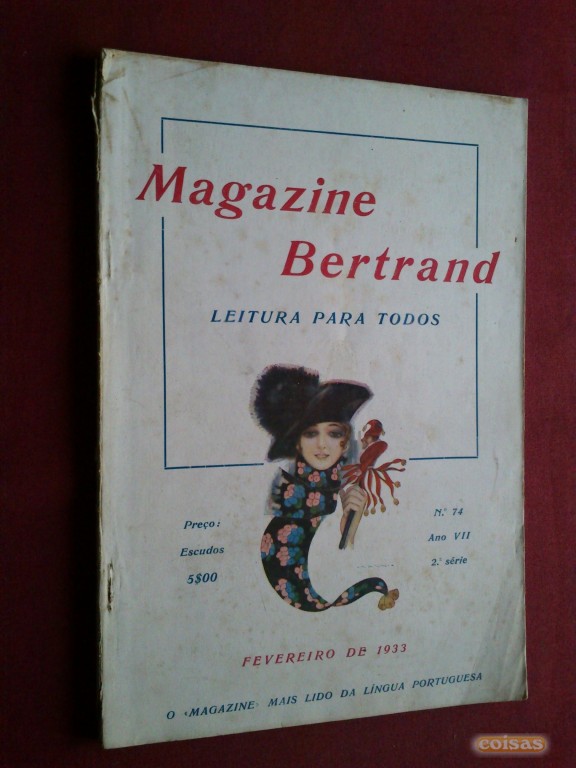 Magazine
Bertrand
LEITURA PARA TODOS
Preço:
Escudos
5$00
N.º 74
Ano VII
2.ª série
FEVEREIRO DE 1933
O «MAGAZINE» MAIS LIDO DA LÍNGUA PORTUGUESA
coisas